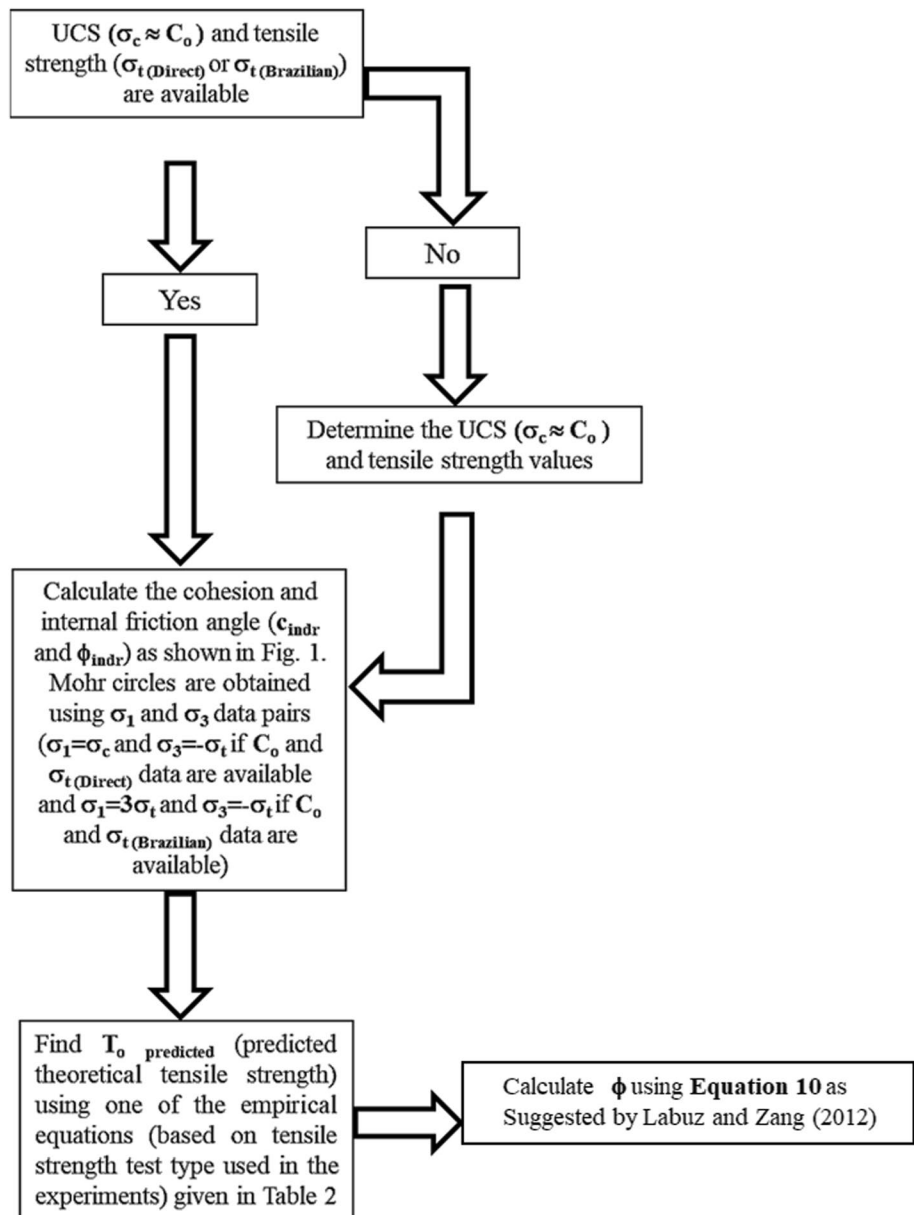 UCS (σc ≈ Co) and tensile
strength (σt (Direct) or σt (Brazilian))
are available
No
Yes
Determine the UCS (σc ≈ Co )
and tensile strength values
Calculate the cohesion and
internal friction angle (cindr
and ϕindr) as shown in Fig. 1.
Mohr circles are obtained
using σ1 and σ3 data pairs
(σ1=σc and σ3=-σt if Co and
σt (Direct) data are available
and σ1=3σt and σ3=-σt if Co
and σt (Brazilian) data are
available)
Find To predicted (predicted
theoretical tensile strength)
using one of the empirical
equations (based on tensile
strength test type used in the
experiments) given in Table 2
Calculate ϕ using Equation 10 as
Suggested by Labuz and Zang (2012)